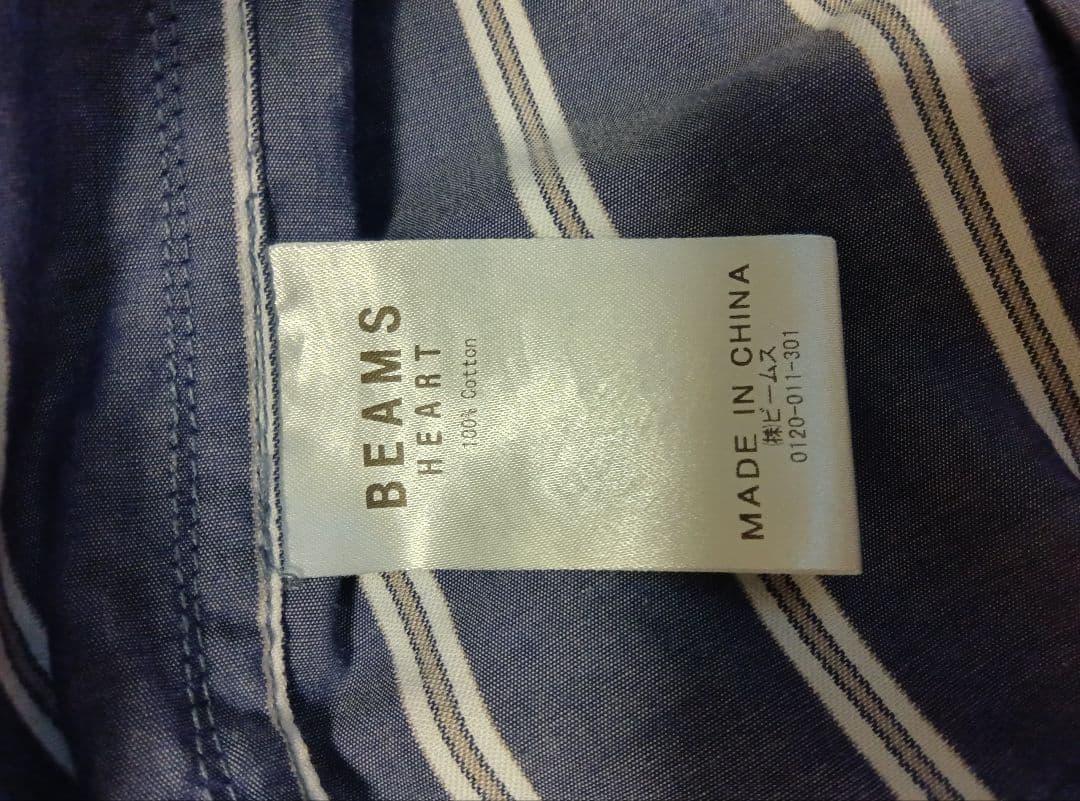 BEAMS
HEART
100% Cotton
MADE IN CHINA
㈱ビームス
0120-011-301